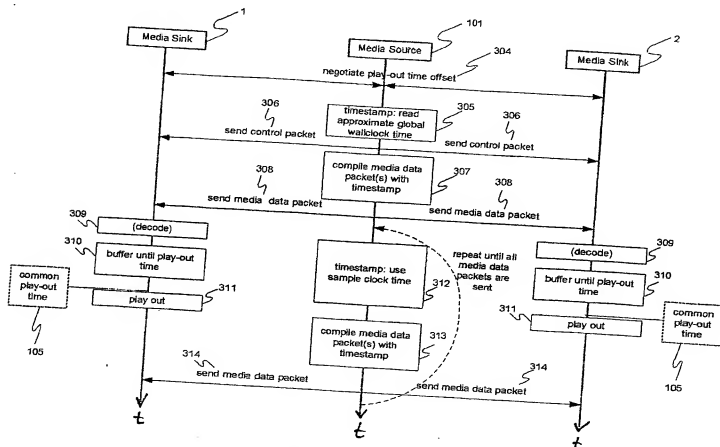 1
Media Sink
101
Media Source
304
2
Media Sink
negotiate play-out time offset
306
send control packet
timestamp: read
approximate global
wallclock time
305
306
send control packet
308
send media data packet
compile media data
packet(s) with
timestamp
307
308
send media data packet
309
(decode)
310
buffer until play-out
time
common
play-out
time
311
play out
105
timestamp: use
sample clock time
312
repeat until all
media data
packets are
sent
(decode)
309
buffer until play-out
time
310
311
play out
common
play-out
time
105
compile media data
packet(s) with
timestamp
313
314
send media data packet
314
send media data packet
t
t
t